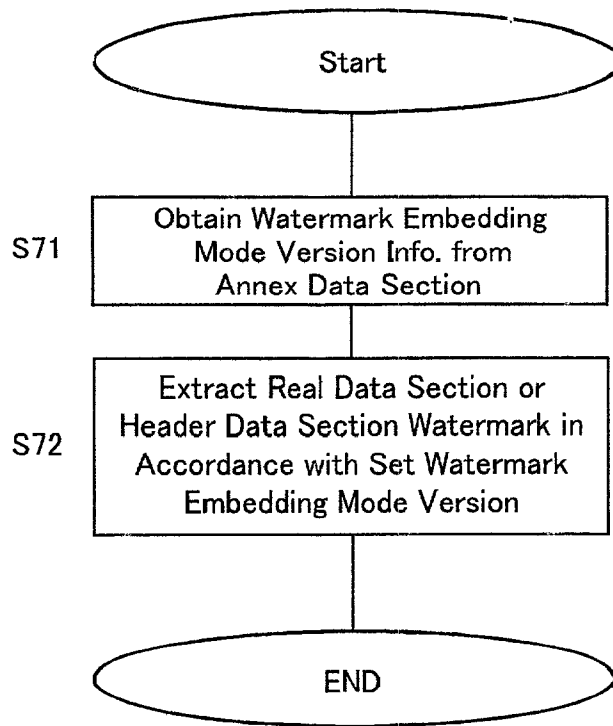 Start
S71
Obtain Watermark Embedding
Mode Version Info. from
Annex Data Section
S72
Extract Real Data Section or
Header Data Section Watermark in
Accordance with Set Watermark
Embedding Mode Version
END